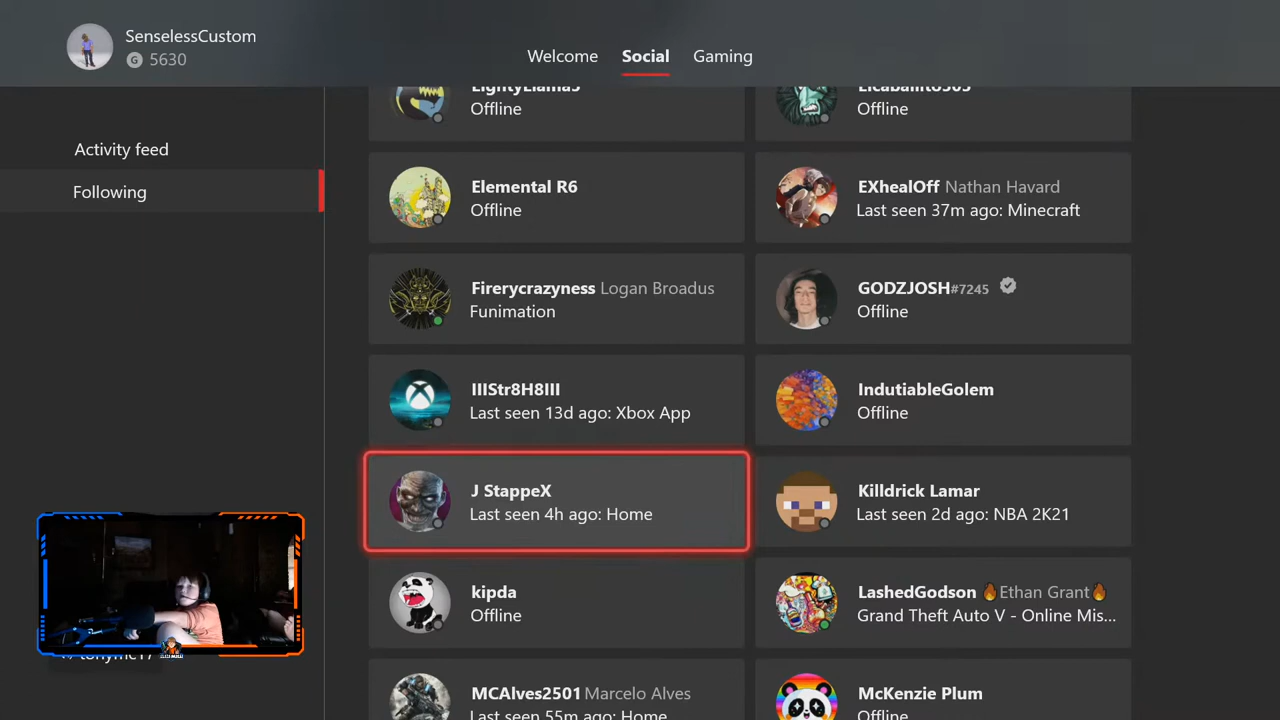 SenselessCustom
G 5630
Welcome Social Gaming
Activity feed
Following
EightyLlama5
Offline
Elcaballito305
Offline
Elemental R6
Offline
EXhealOff Nathan Havard
Last seen 37m ago: Minecraft
Firerycrazyness Logan Broadus
Funimation
GODZJOSH#7245
Offline
IIIStr8H8III
Last seen 13d ago: Xbox App
IndutiableGolem
Offline
J StappeX
Last seen 4h ago: Home
Killdrick Lamar
Last seen 2d ago: NBA 2K21
kipda
Offline
LashedGodson 🔥Ethan Grant🔥
Grand Theft Auto V - Online Mis...
MCAlves2501 Marcelo Alves
Last seen 55m ago: Home
McKenzie Plum
Offline